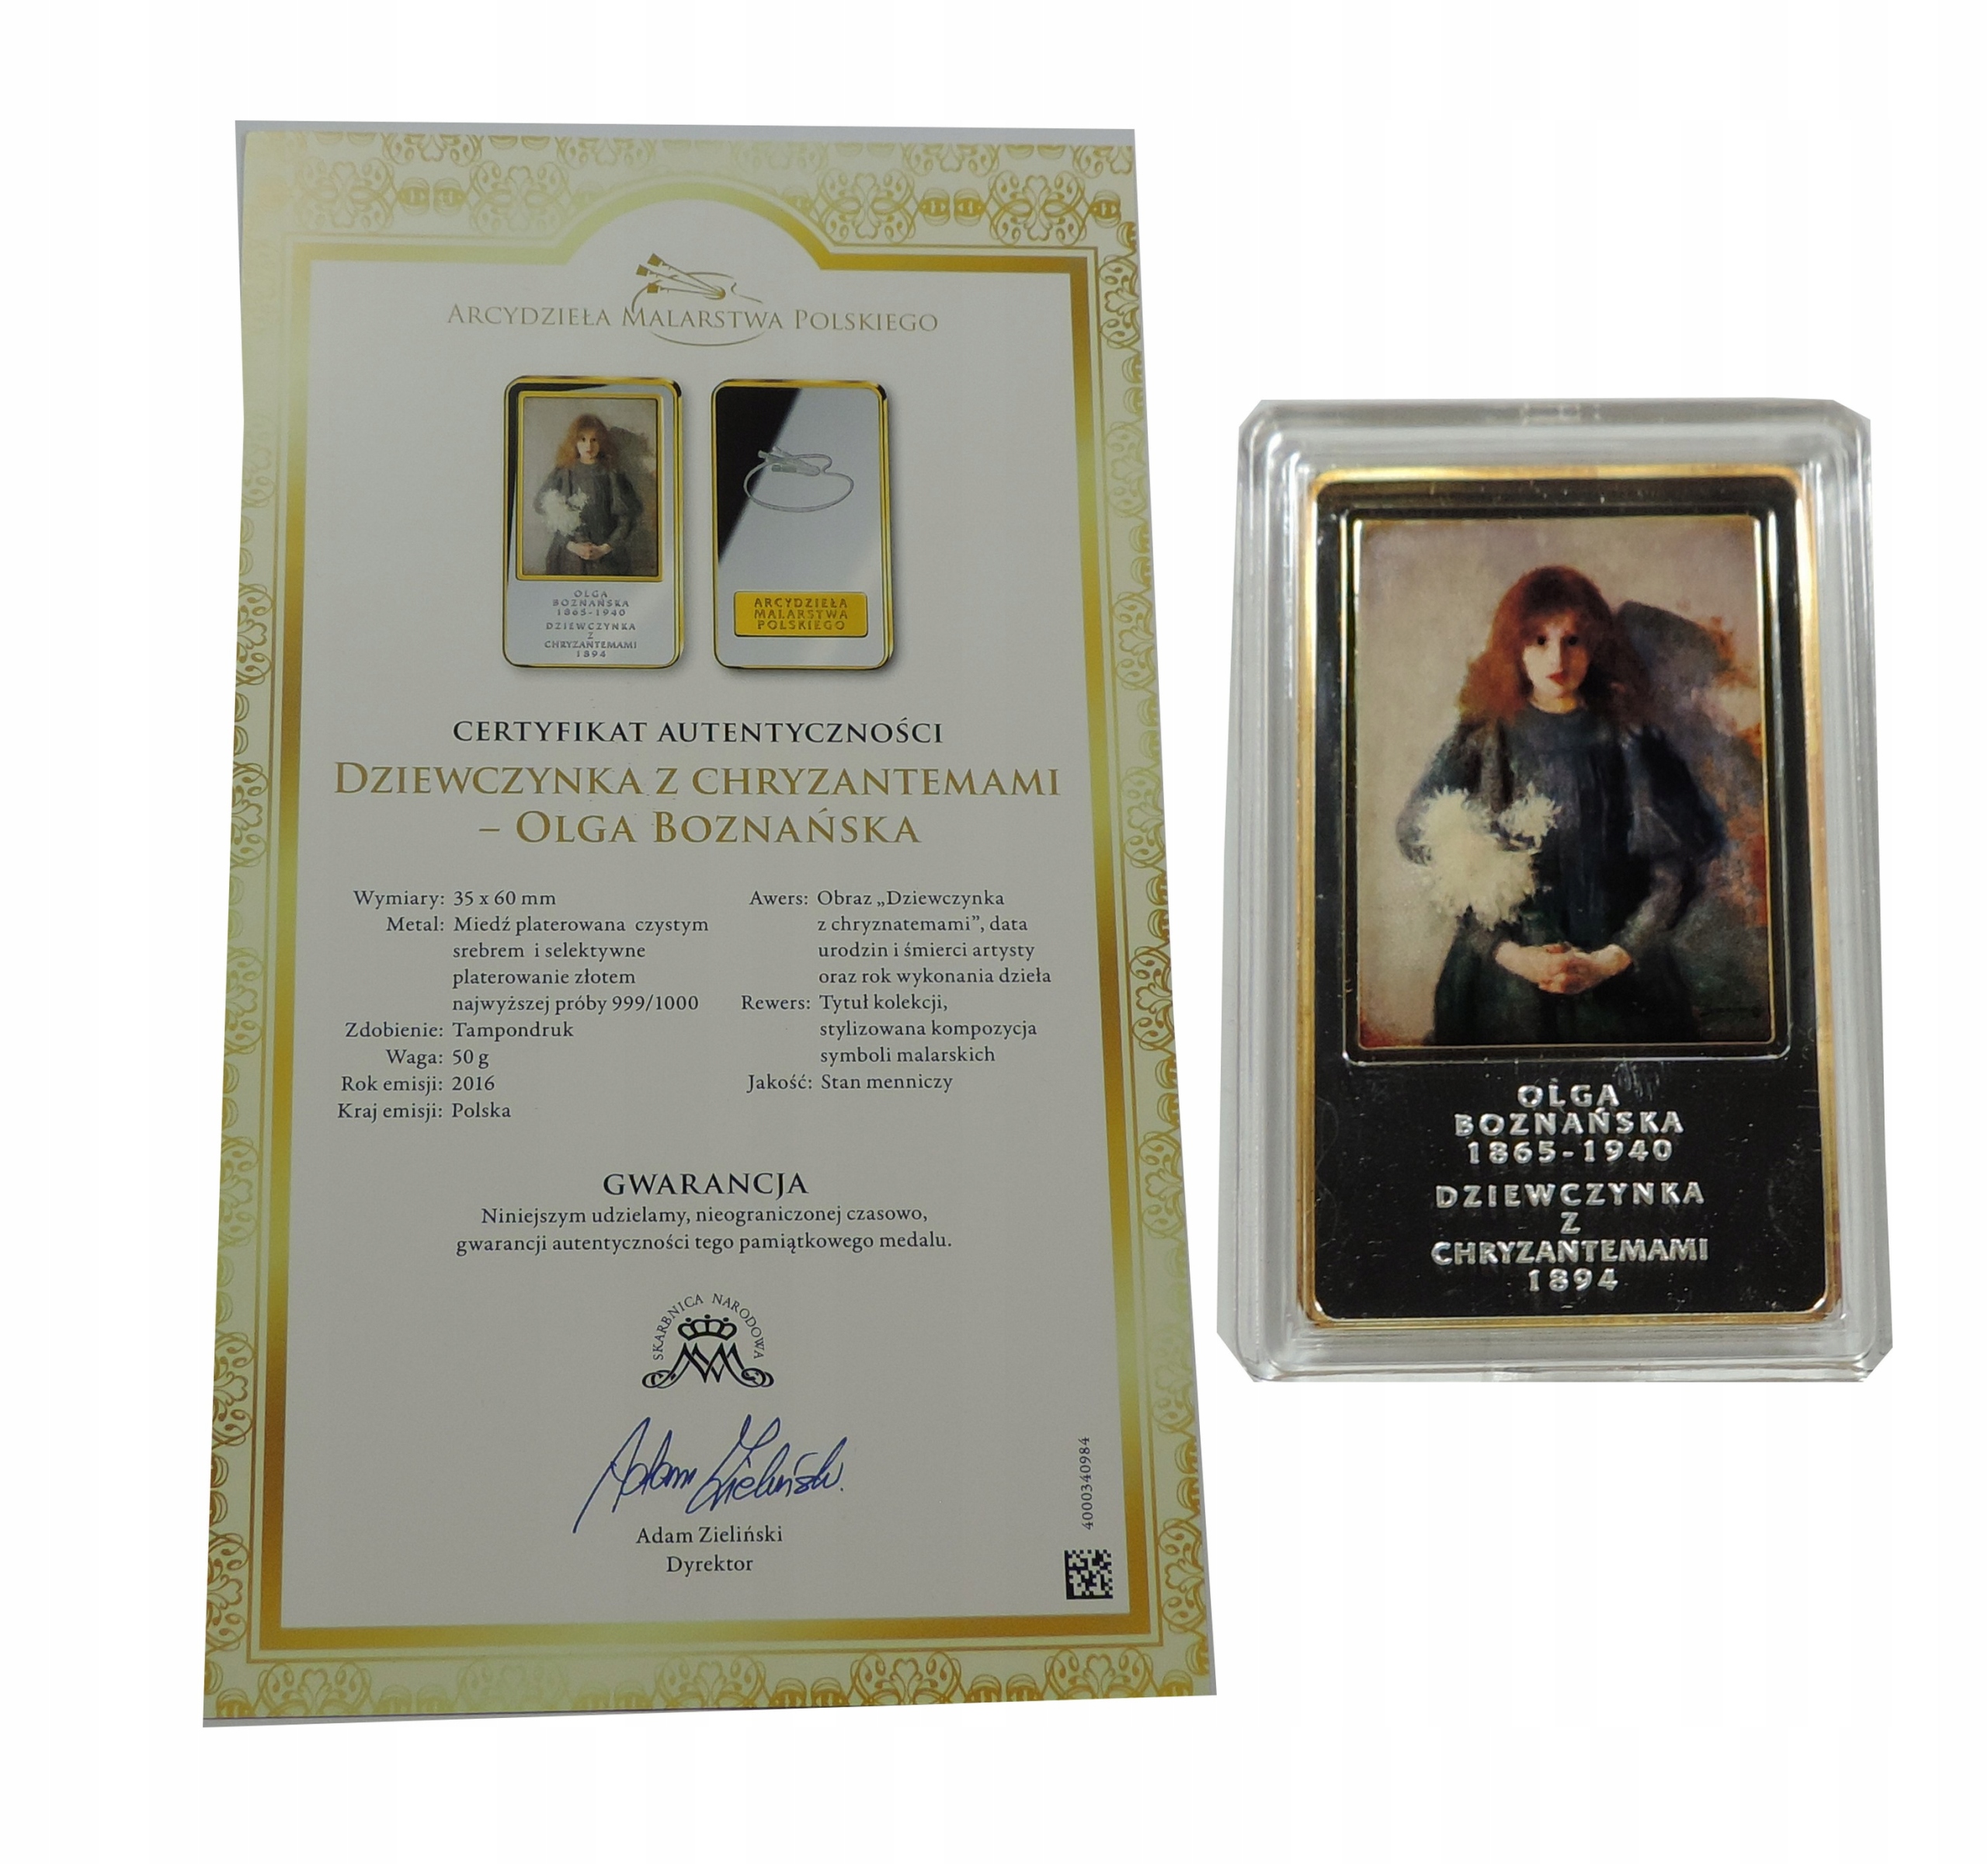 ARCYDZIEŁA MALARSTWA POLSKIEGO
OLGA
BOZNAŃSKA
1865-1940
DZIEWCZYNKA
Z
CHRYZANTEMAMI
1894
ARCYDZIEŁA
MALARSTWA
POLSKIEGO
CERTYFIKAT AUTENTYCZNOŚCI
DZIEWCZYNKA Z CHRYZANTEMAMI
– OLGA BOZNAŃSKA
Wymiary: 35 x 60 mm
Metal: Miedź platerowana czystym
srebrem i selektywne
platerowanie złotem
najwyższej próby 999/1000
Zdobienie: Tampondruk
Waga: 50 g
Rok emisji: 2016
Kraj emisji: Polska
Awers: Obraz „Dziewczynka
z chryznatemami”, data
urodzin i śmierci artysty
oraz rok wykonania dzieła
Rewers: Tytuł kolekcji,
stylizowana kompozycja
symboli malarskich
Jakość: Stan menniczy
GWARANCJA
Niniejszym udzielamy, nieograniczonej czasowo,
gwarancji autentyczności tego pamiątkowego medalu.
SKARBNICA NARODOWA
Adam Zieliński
Adam Zieliński
Dyrektor
4000340984
OLGA
BOZNAŃSKA
1865-1940
DZIEWCZYNKA
Z
CHRYZANTEMAMI
1894